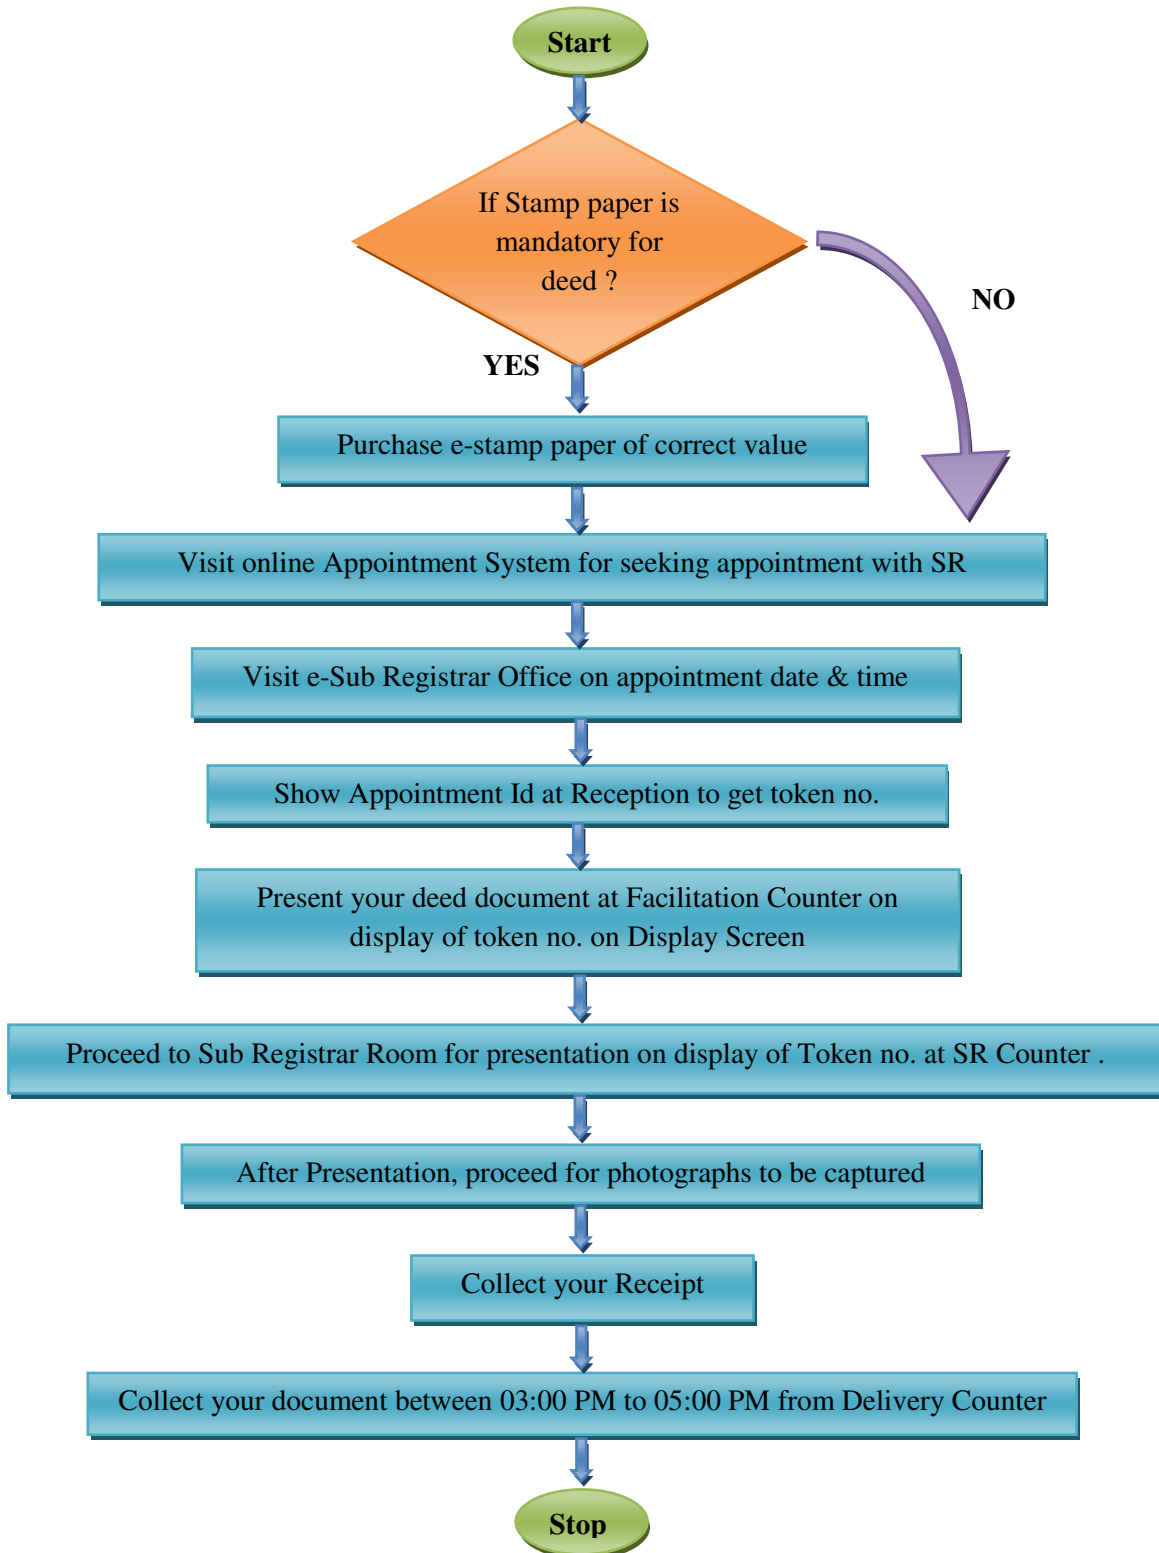 Start
If Stamp paper is
mandatory for
deed ?
NO
YES
Purchase e-stamp paper of correct value
Visit online Appointment System for seeking appointment with SR
Visit e-Sub Registrar Office on appointment date & time
Show Appointment Id at Reception to get token no.
Present your deed document at Facilitation Counter on
display of token no. on Display Screen
Proceed to Sub Registrar Room for presentation on display of Token no. at SR Counter .
After Presentation, proceed for photographs to be captured
Collect your Receipt
Collect your document between 03:00 PM to 05:00 PM from Delivery Counter
Stop